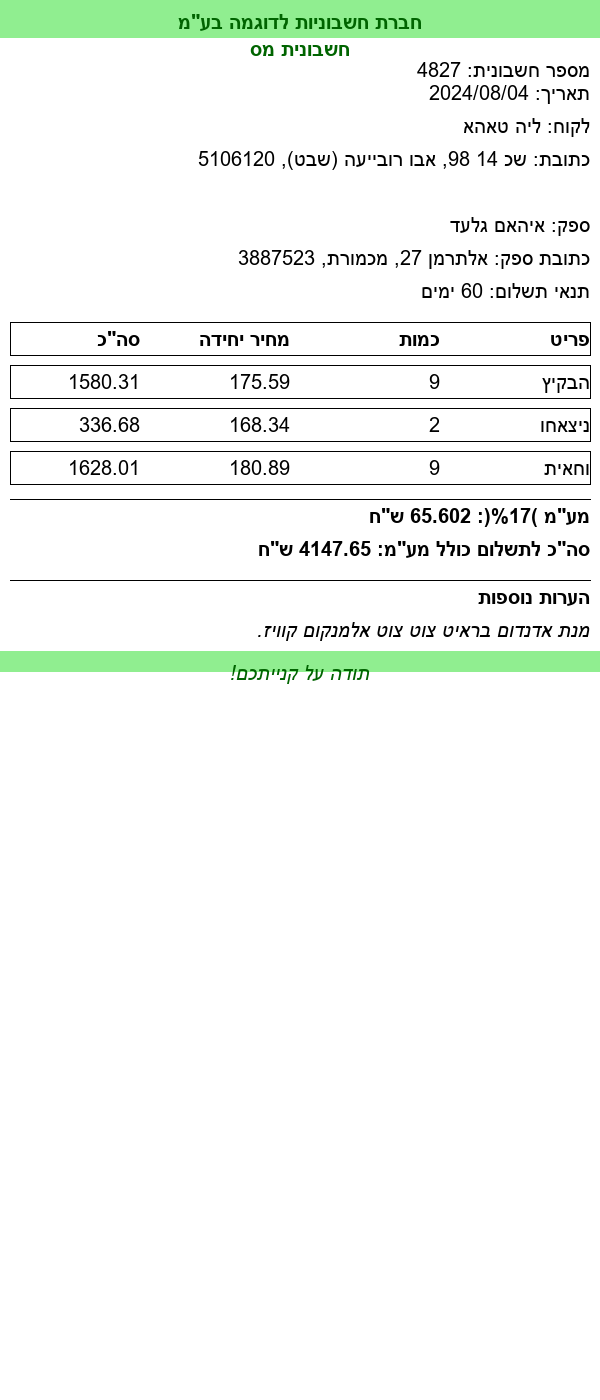 חברת חשבוניות לדוגמה בע"מ
חשבונית מס
מספר חשבונית: 4827
תאריך: 2024/08/04
לקוח: ליה טאהא
כתובת: שכ 14 98, אבו רובייעה (שבט), 5106120
ספק: איהאם גלעד
כתובת ספק: אלתרמן 27, מכמורת, 3887523
תנאי תשלום: 60 ימים
פריט כמות מחיר יחידה סה"כ
הבקיץ 9 175.59 1580.31
ניצאחו 2 168.34 336.68
וחאית 9 180.89 1628.01
מע"מ )17%(: 65.602 ש"ח
סה"כ לתשלום כולל מע"מ: 4147.65 ש"ח
הערות נוספות
מנת אדנדום בראיט צוט צוט אלמנקום קוויז.
תודה על קנייתכם!